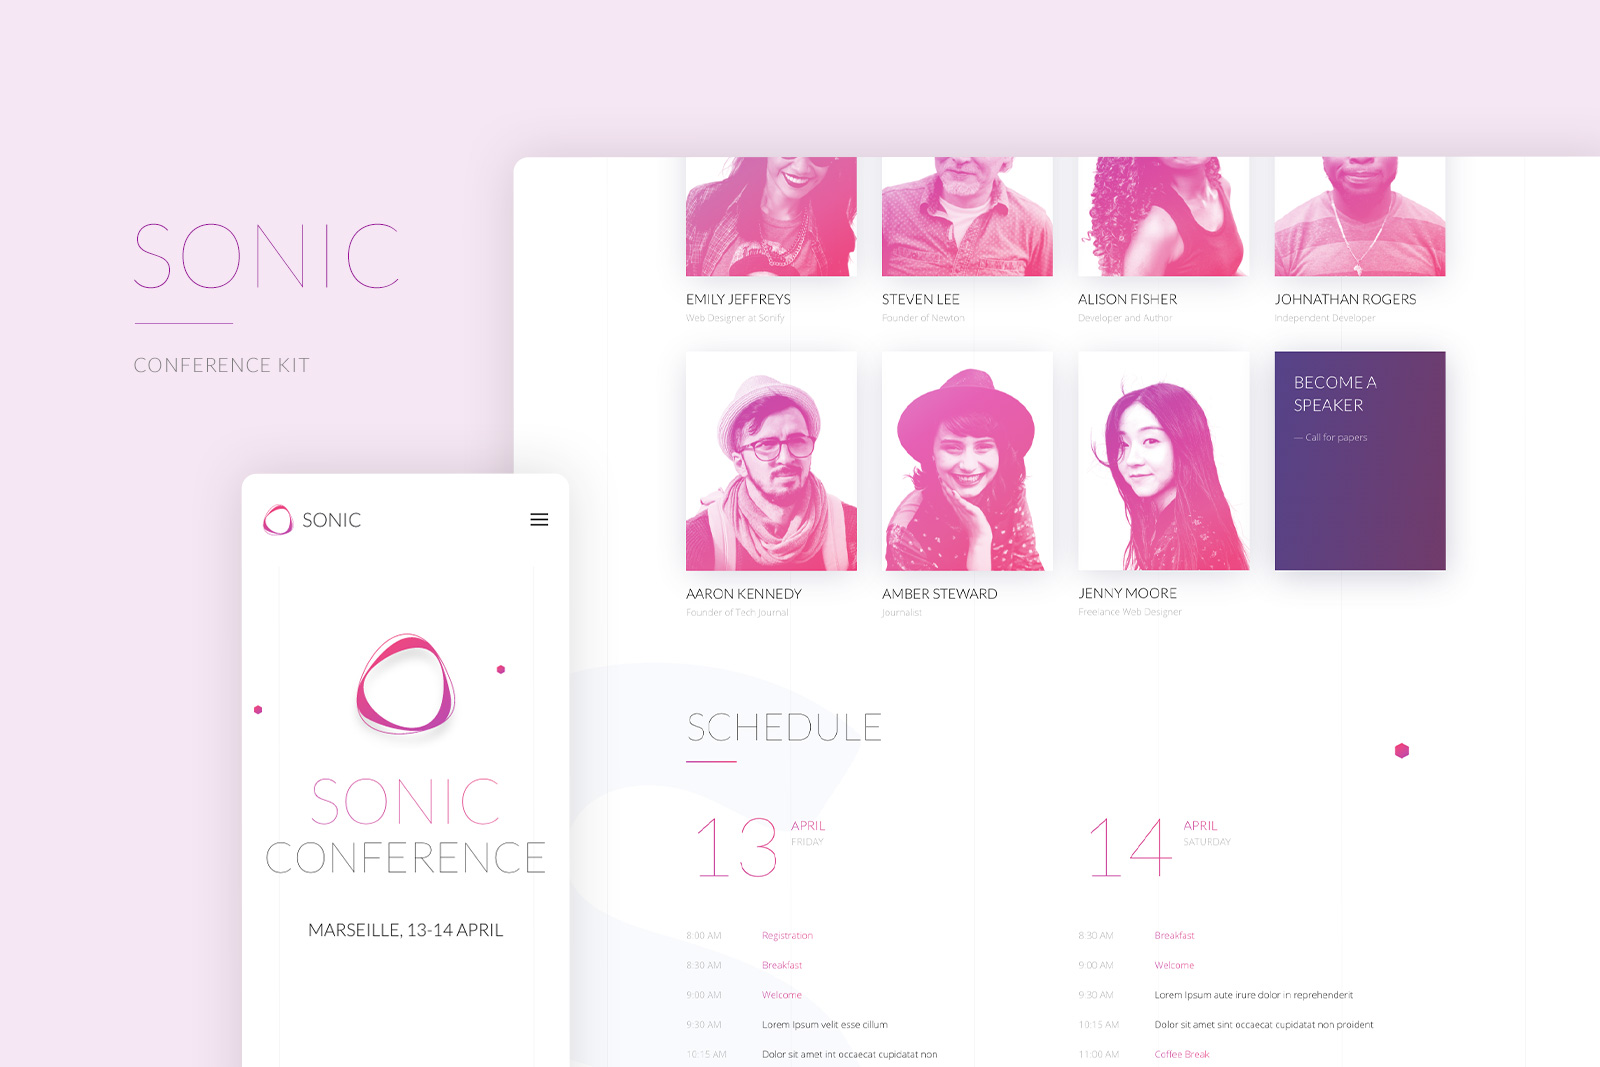 SONIC
CONFERENCE KIT
EMILY JEFFREYS
Web Designer at Sonify
STEVEN LEE
Founder of Newton
ALISON FISHER
Developer and Author
JOHNATHAN ROGERS
Independent Developer
BECOME A
SPEAKER
— Call for papers
AARON KENNEDY
Founder of Tech Journal
AMBER STEWARD
Journalist
JENNY MOORE
Freelance Web Designer
SONIC
SONIC
CONFERENCE
MARSEILLE, 13-14 APRIL
SCHEDULE
13 APRIL
FRIDAY
8:00 AM Registration
8:30 AM Breakfast
9:00 AM Welcome
9:30 AM Lorem Ipsum velit esse cillum
10:15 AM Dolor sit amet int occaecat cupidatat non
14 APRIL
SATURDAY
8:30 AM Breakfast
9:00 AM Welcome
9:30 AM Lorem Ipsum aute irure dolor in reprehenderit
10:15 AM Dolor sit amet sint occaecat cupidatat non proident
11:00 AM Coffee Break